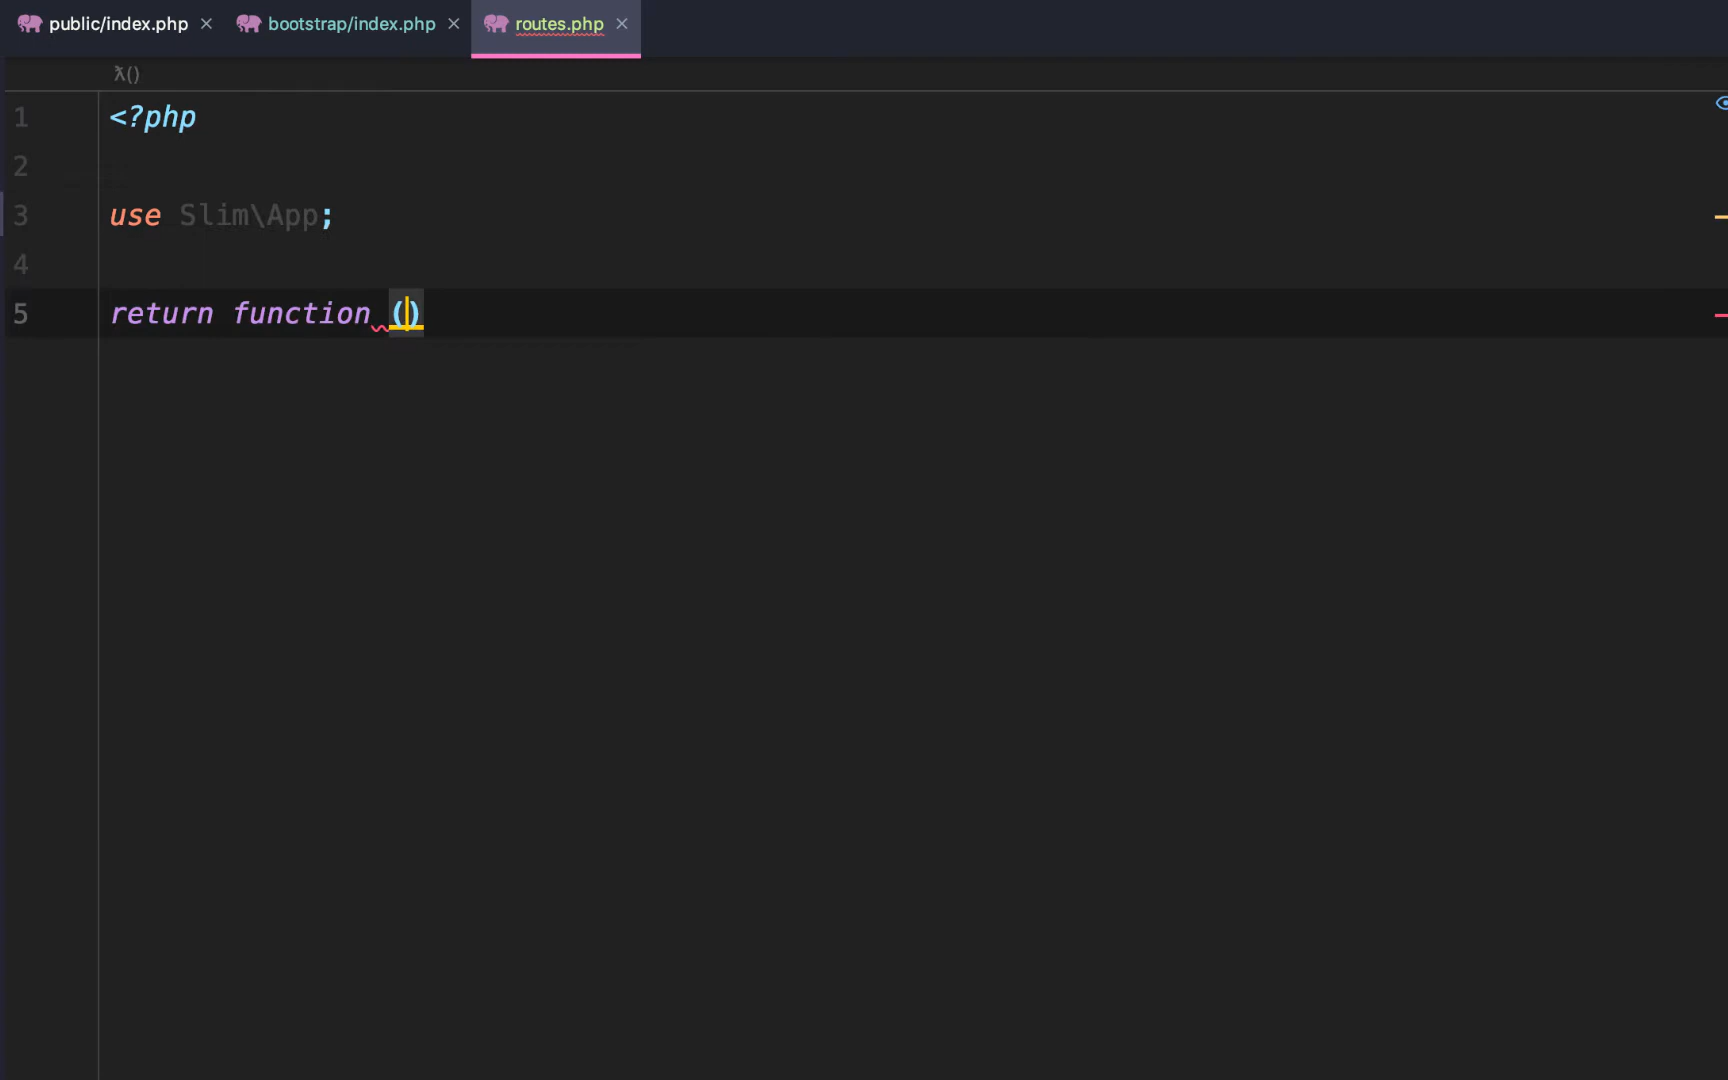 public/index.php × bootstrap/index.php × routes.php ×
ƛ()
1 <?php
2
3 use Slim\App;
4
5 return function ()